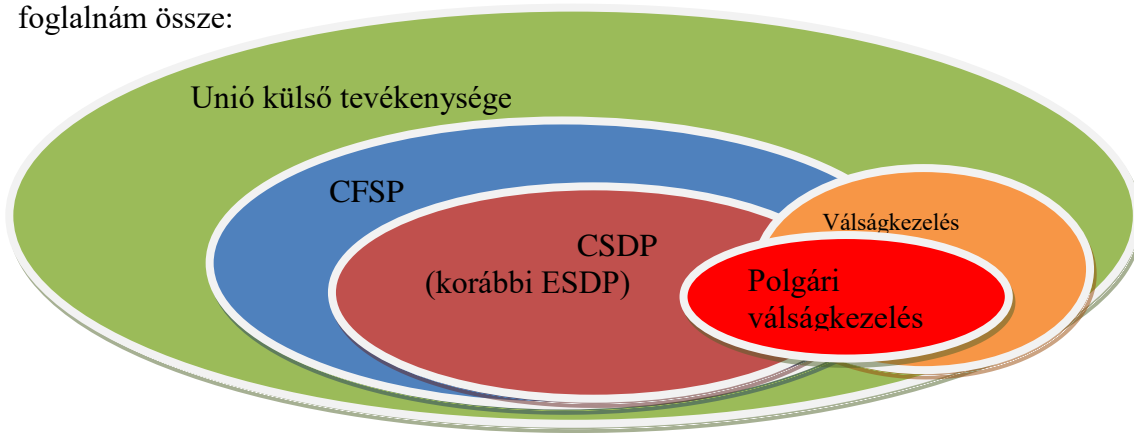 foglalnám össze:
Unió külső tevékenysége
CFSP
Válságkezelés
CSDP
(korábbi ESDP)
Polgári
válságkezelés